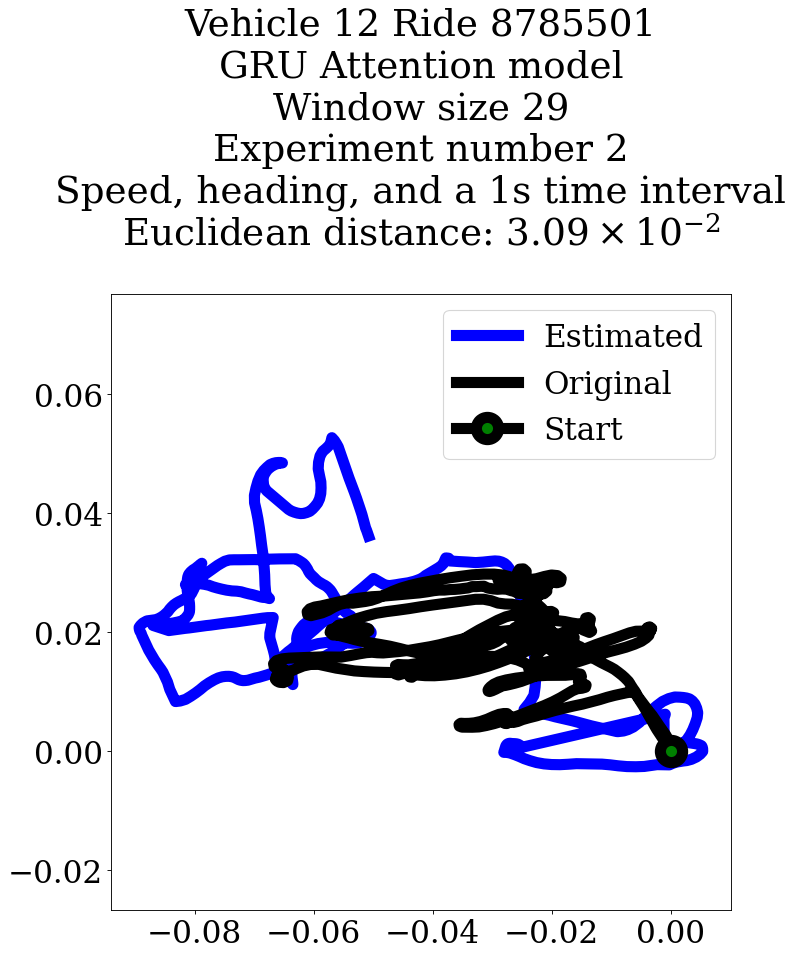 Vehicle 12 Ride 8785501
GRU Attention model
Window size 29
Experiment number 2
Speed, heading, and a 1s time interval
Euclidean distance: 3.09 × 10⁻²
Estimated
Original
Start
0.06
0.04
0.02
0.00
−0.02
−0.08 −0.06 −0.04 −0.02 0.00